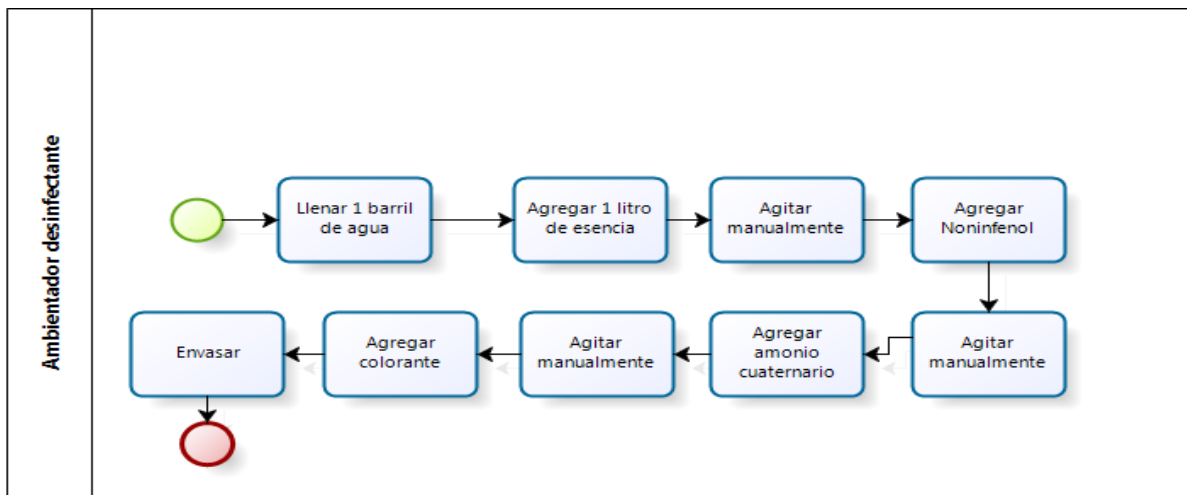 Ambientador desinfectante
Llenar 1 barril
de agua
Agregar 1 litro
de esencia
Agitar
manualmente
Agregar
Noninfenol
Agitar
manualmente
Agregar
amonio
cuaternario
Agitar
manualmente
Agregar
colorante
Envasar